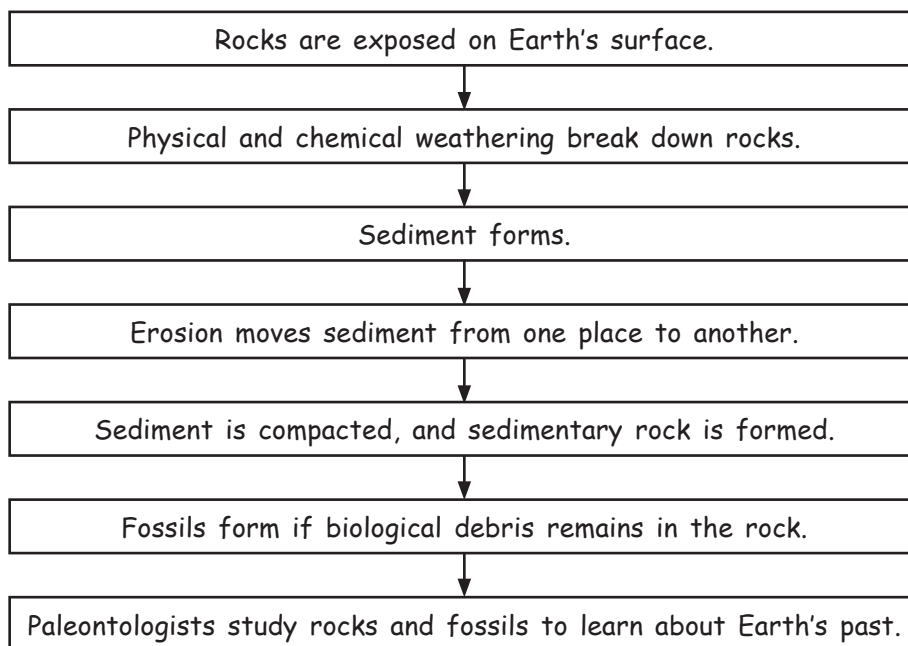 Rocks are exposed on Earth's surface.
Physical and chemical weathering break down rocks.
Sediment forms.
Erosion moves sediment from one place to another.
Sediment is compacted, and sedimentary rock is formed.
Fossils form if biological debris remains in the rock.
Paleontologists study rocks and fossils to learn about Earth's past.